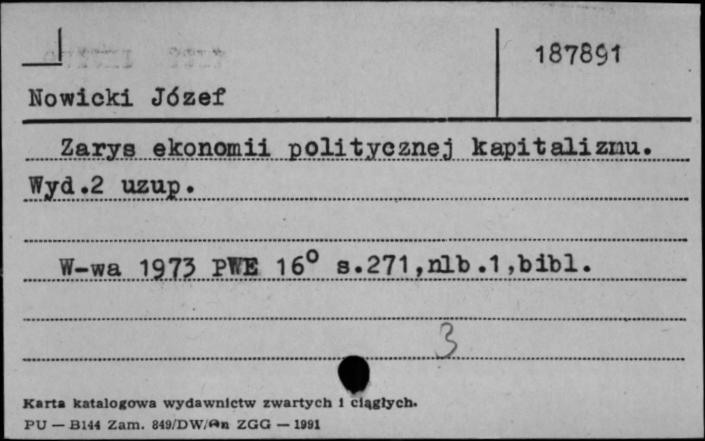 187891
Nowicki Józef
Zarys ekonomii politycznej kapitalizmu.
Wyd.2 uzup.
W-wa 1973 PWE 16° s.271,nlb.1,bibl.
3
Karta katalogowa wydawnictw zwartych i ciągłych.
PU — B144 Zam. 849/DW/An ZGG — 1991